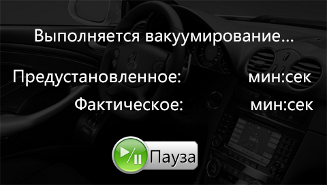 Выполняется вакуумирование...
Предустановленное: мин:сек
Фактическое: мин:сек
Пауза